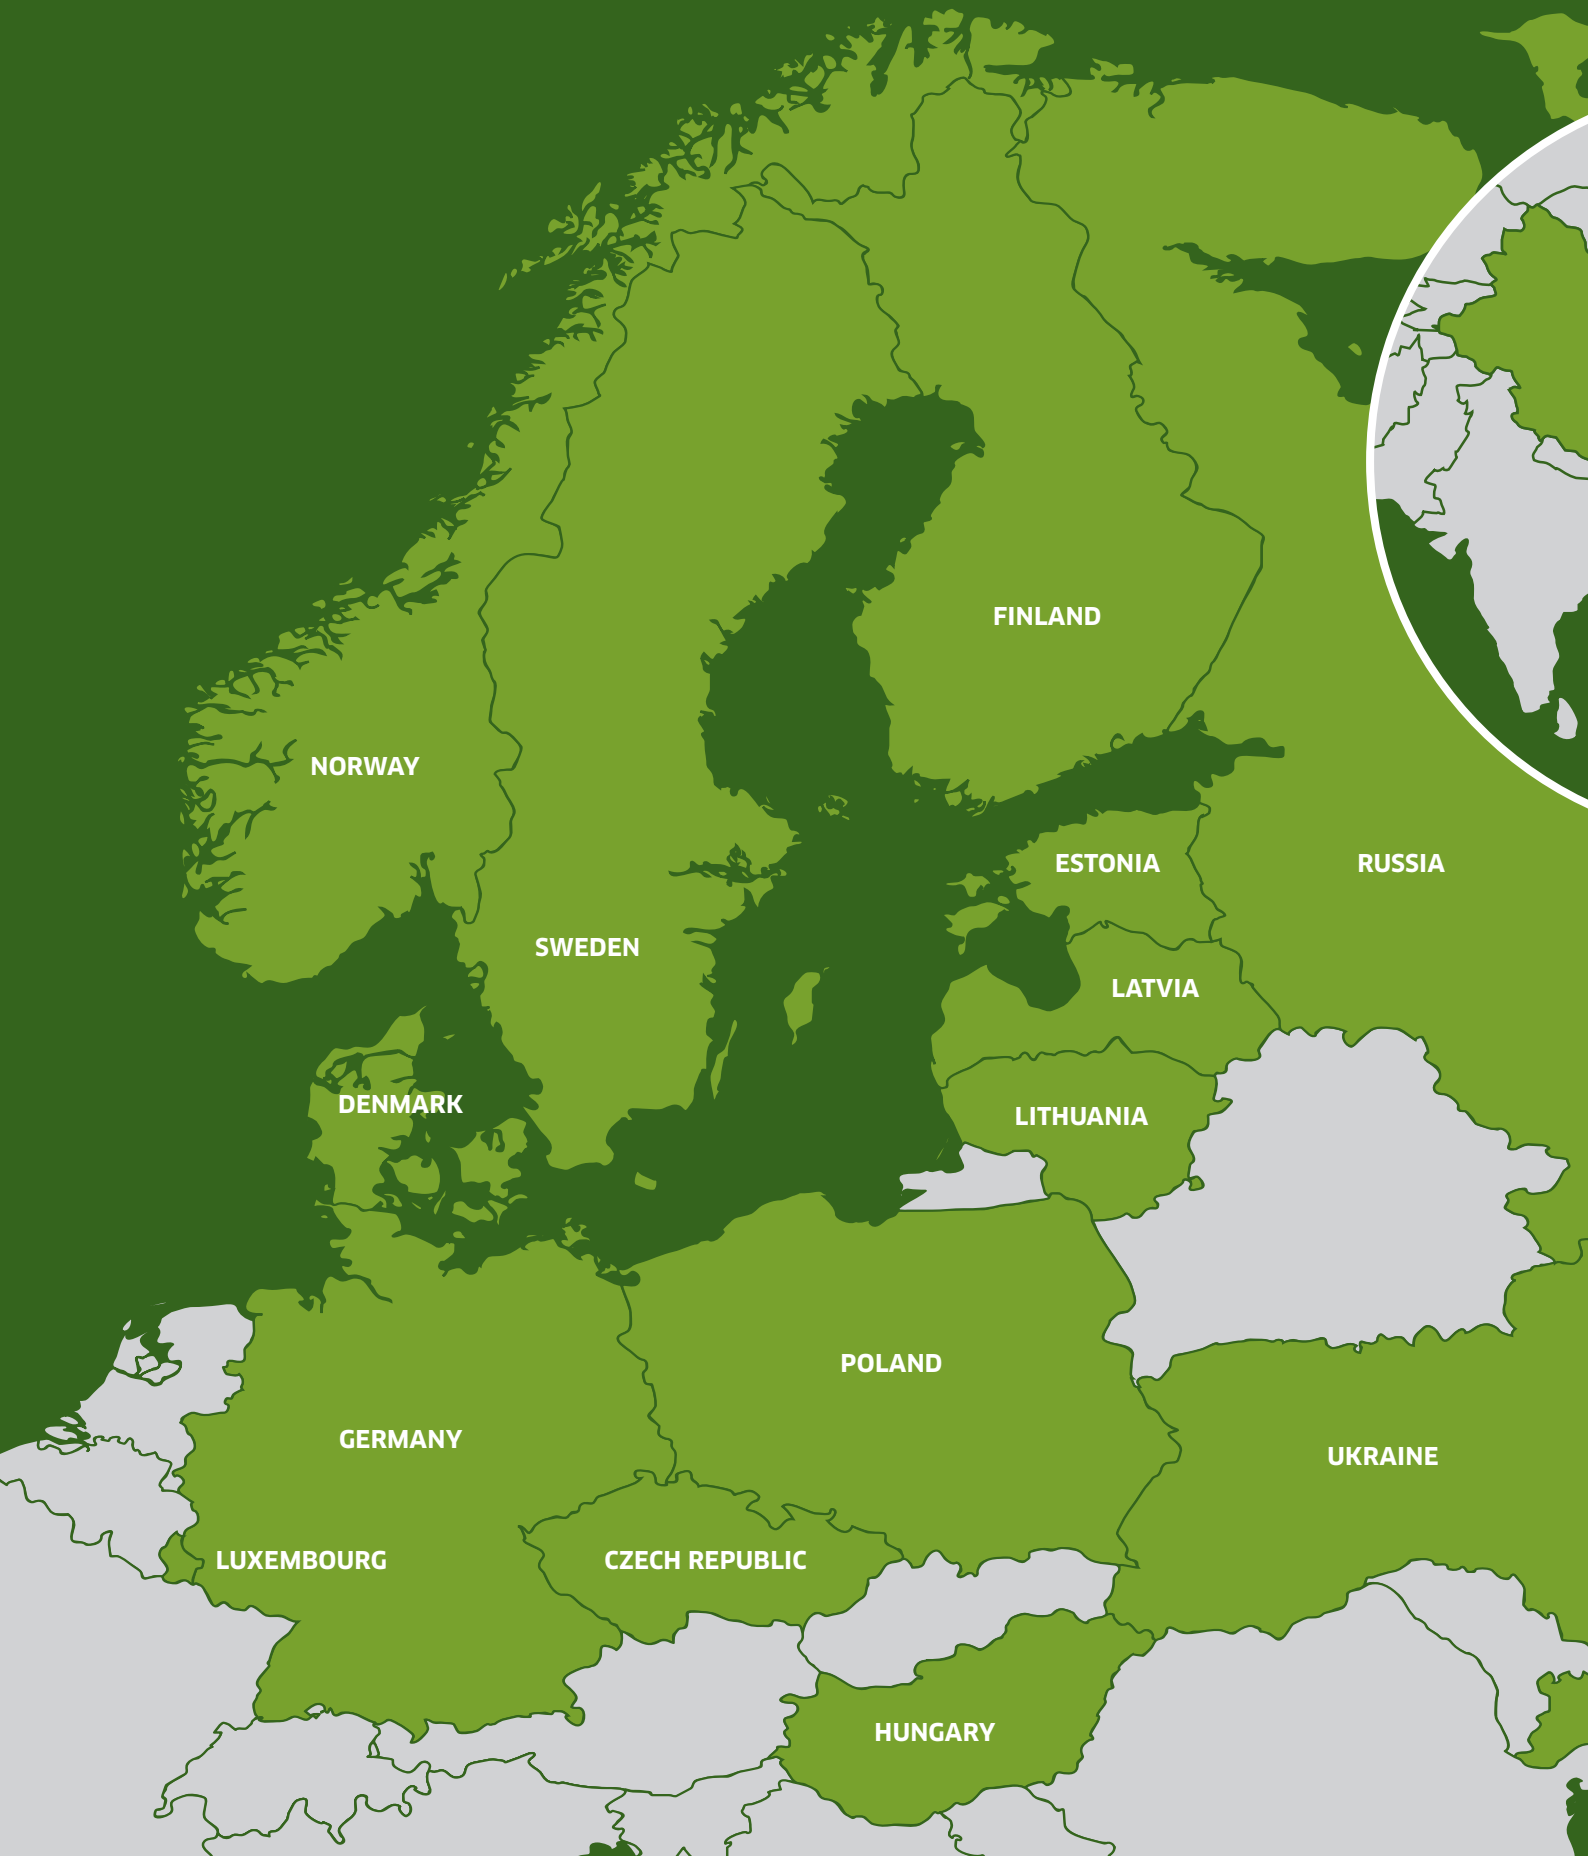 FINLAND
NORWAY
ESTONIA
RUSSIA
SWEDEN
LATVIA
DENMARK
LITHUANIA
POLAND
GERMANY
UKRAINE
LUXEMBOURG
CZECH REPUBLIC
HUNGARY